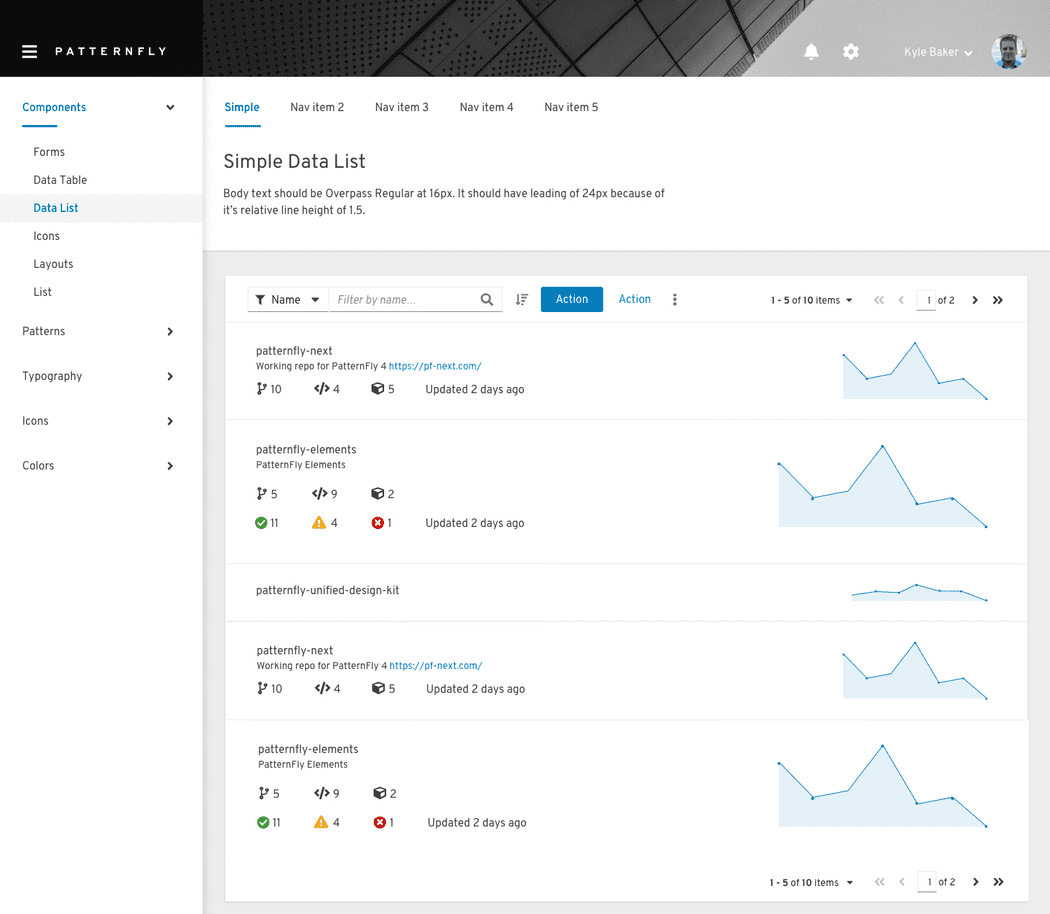 PATTERNFLY
Kyle Baker
Components
Forms
Data Table
Data List
Icons
Layouts
List
Patterns
Typography
Icons
Colors
Simple Nav item 2 Nav item 3 Nav item 4 Nav item 5
Simple Data List
Body text should be Overpass Regular at 16px. It should have leading of 24px because of
it's relative line height of 1.5.
Name Filter by name... Action Action 1 - 5 of 10 items 1 of 2
patternfly-next
Working repo for PatternFly 4 https://pf-next.com/
10 4 5 Updated 2 days ago
patternfly-elements
PatternFly Elements
5 9 2
11 4 1 Updated 2 days ago
patternfly-unified-design-kit
patternfly-next
Working repo for PatternFly 4 https://pf-next.com/
10 4 5 Updated 2 days ago
patternfly-elements
PatternFly Elements
5 9 2
11 4 1 Updated 2 days ago
1 - 5 of 10 items 1 of 2